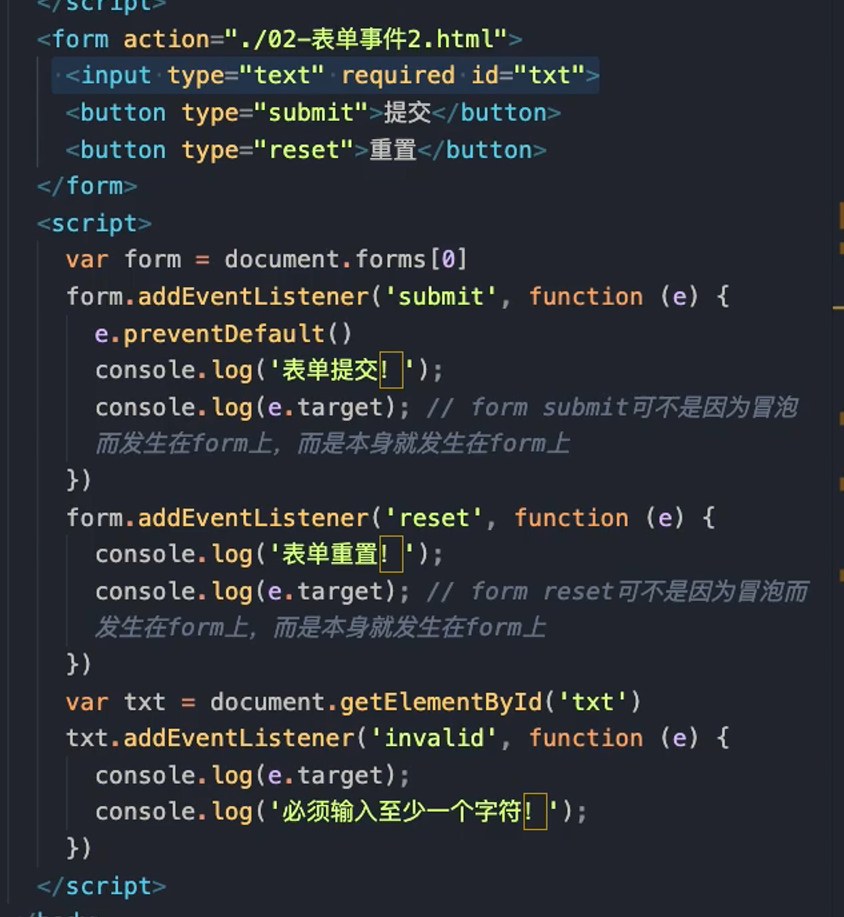 </script>
<form action="./02-表单事件2.html">
<input type="text" required id="txt">
<button type="submit">提交</button>
<button type="reset">重置</button>
</form>
<script>
var form = document.forms[0]
form.addEventListener('submit', function (e) {
e.preventDefault()
console.log('表单提交！');
console.log(e.target); // form submit可不是因为冒泡
而发生在form上，而是本身就发生在form上
})
form.addEventListener('reset', function (e) {
console.log('表单重置！');
console.log(e.target); // form reset可不是因为冒泡而
发生在form上，而是本身就发生在form上
})
var txt = document.getElementById('txt')
txt.addEventListener('invalid', function (e) {
console.log(e.target);
console.log('必须输入至少一个字符！');
})
</script>